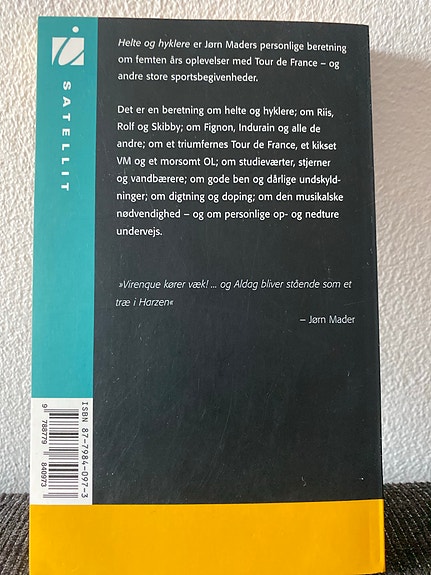 Helte og hyklere er Jørn Maders personlige beretning
om femten års oplevelser med Tour de France – og
andre store sportsbegivenheder.
Det er en beretning om helte og hyklere; om Riis,
Rolf og Skibby; om Fignon, Indurain og alle de
andre; om et triumfernes Tour de France, et kikset
VM og et morsomt OL; om studieværter, stjerner
og vandbærere; om gode ben og dårlige undskyld-
ninger; om digtning og doping; om den musikalske
nødvendighed – og om personlige op- og nedture
undervejs.
»Virenque kører væk! ... og Aldag bliver stående som et
træ i Harzen«
– Jørn Mader
SATELLIT
ISBN 87-7984-097-3
9 788779 840973